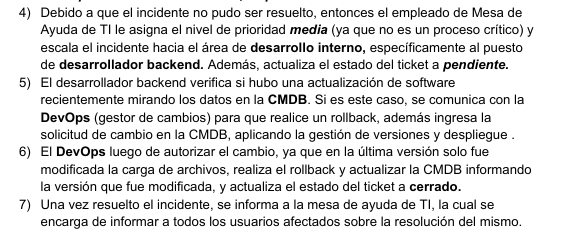 4) Debido a que el incidente no pudo ser resuelto, entonces el empleado de Mesa de
Ayuda de TI le asigna el nivel de prioridad media (ya que no es un proceso crítico) y
escala el incidente hacia el área de desarrollo interno, específicamente al puesto
de desarrollador backend. Además, actualiza el estado del ticket a pendiente.
5) El desarrollador backend verifica si hubo una actualización de software
recientemente mirando los datos en la CMDB. Si es este caso, se comunica con la
DevOps (gestor de cambios) para que realice un rollback, además ingresa la
solicitud de cambio en la CMDB, aplicando la gestión de versiones y despliegue .
6) El DevOps luego de autorizar el cambio, ya que en la última versión solo fue
modificada la carga de archivos, realiza el rollback y actualizar la CMDB informando
la versión que fue modificada, y actualiza el estado del ticket a cerrado.
7) Una vez resuelto el incidente, se informa a la mesa de ayuda de TI, la cual se
encarga de informar a todos los usuarios afectados sobre la resolución del mismo.